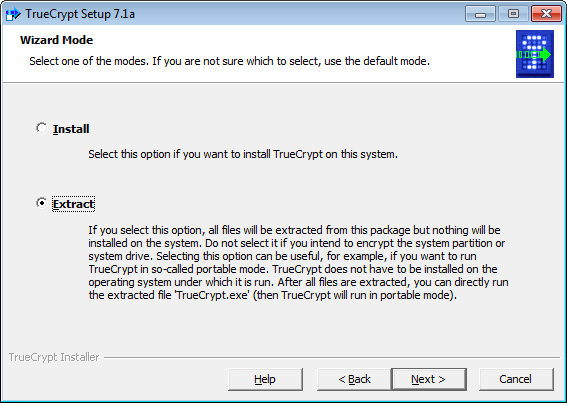 TrueCrypt Setup 7.1a
Wizard Mode
Select one of the modes. If you are not sure which to select, use the default mode.
Install
Select this option if you want to install TrueCrypt on this system.
Extract
If you select this option, all files will be extracted from this package but nothing will be
installed on the system. Do not select it if you intend to encrypt the system partition or
system drive. Selecting this option can be useful, for example, if you want to run
TrueCrypt in so-called portable mode. TrueCrypt does not have to be installed on the
operating system under which it is run. After all files are extracted, you can directly run
the extracted file 'TrueCrypt.exe' (then TrueCrypt will run in portable mode).
TrueCrypt Installer
Help
< Back
Next >
Cancel